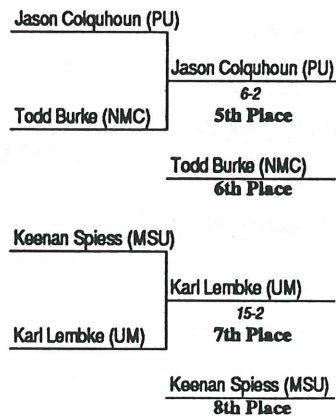 Jason Colquhoun (PU)
Jason Colquhoun (PU)
6-2
5th Place
Todd Burke (NMC)
Todd Burke (NMC)
6th Place
Keenan Spiess (MSU)
Karl Lembke (UM)
15-2
7th Place
Karl Lembke (UM)
Keenan Spiess (MSU)
8th Place